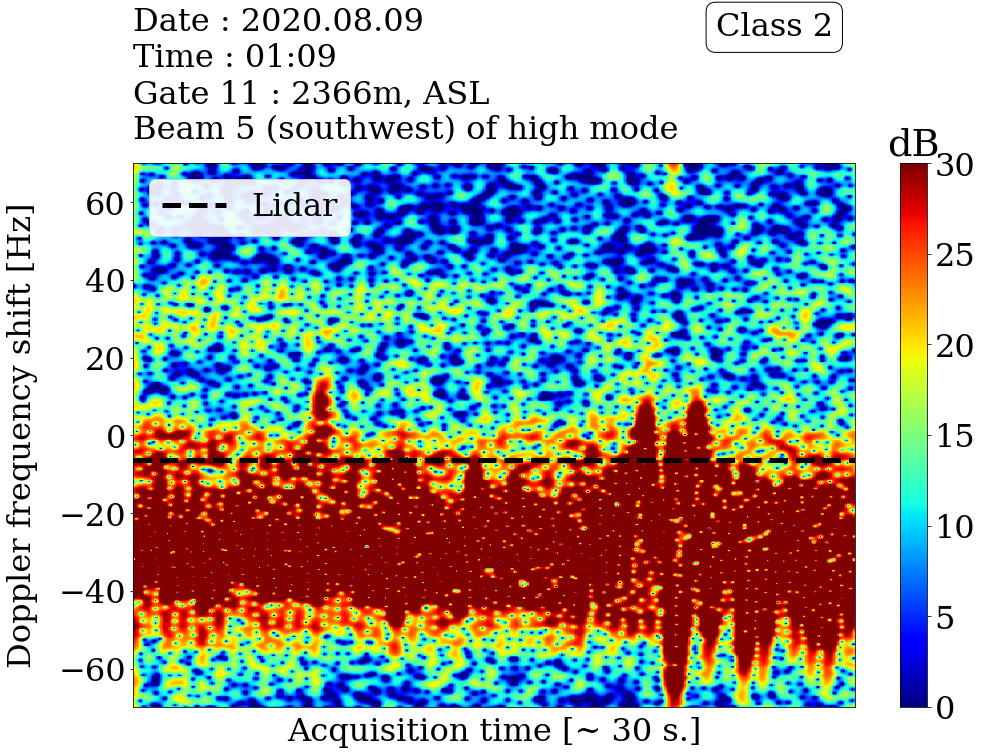 Date : 2020.08.09
Time : 01:09
Gate 11 : 2366m, ASL
Beam 5 (southwest) of high mode
Class 2
dB
Lidar
Doppler frequency shift [Hz]
60
40
20
0
−20
−40
−60
30
25
20
15
10
5
0
Acquisition time [~ 30 s.]